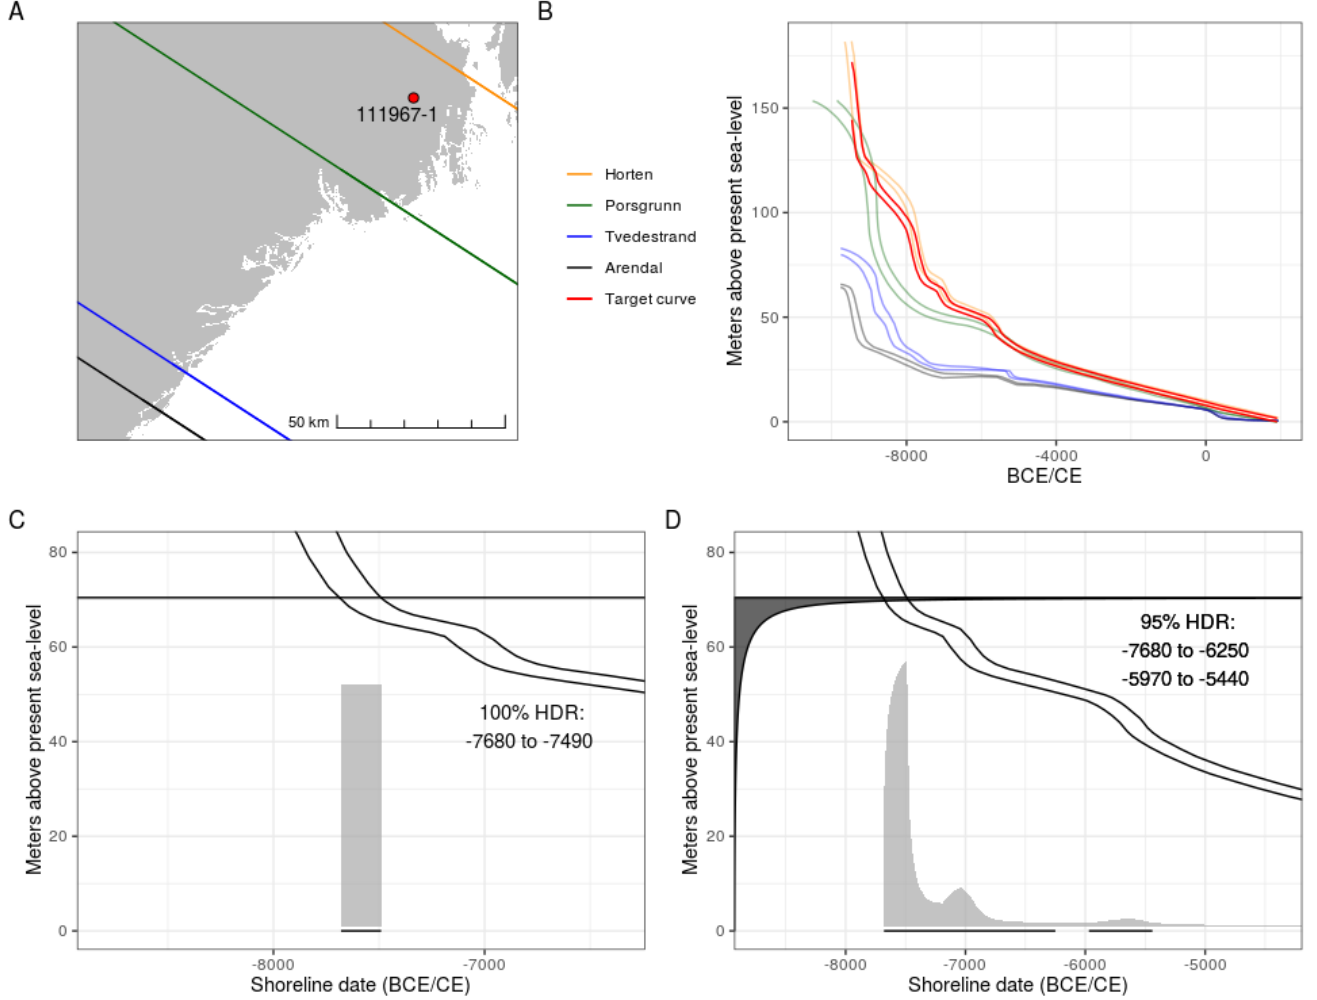 A
111967-1
50 km
Horten
Porsgrunn
Tvedestrand
Arendal
Target curve
B
Meters above present sea-level
150
100
50
0
-8000
-4000
0
BCE/CE
C
Meters above present sea-level
80
60
40
20
0
100% HDR:
-7680 to -7490
-8000
-7000
Shoreline date (BCE/CE)
D
Meters above present sea-level
80
60
40
20
0
95% HDR:
-7680 to -6250
-5970 to -5440
-8000
-7000
-6000
-5000
Shoreline date (BCE/CE)